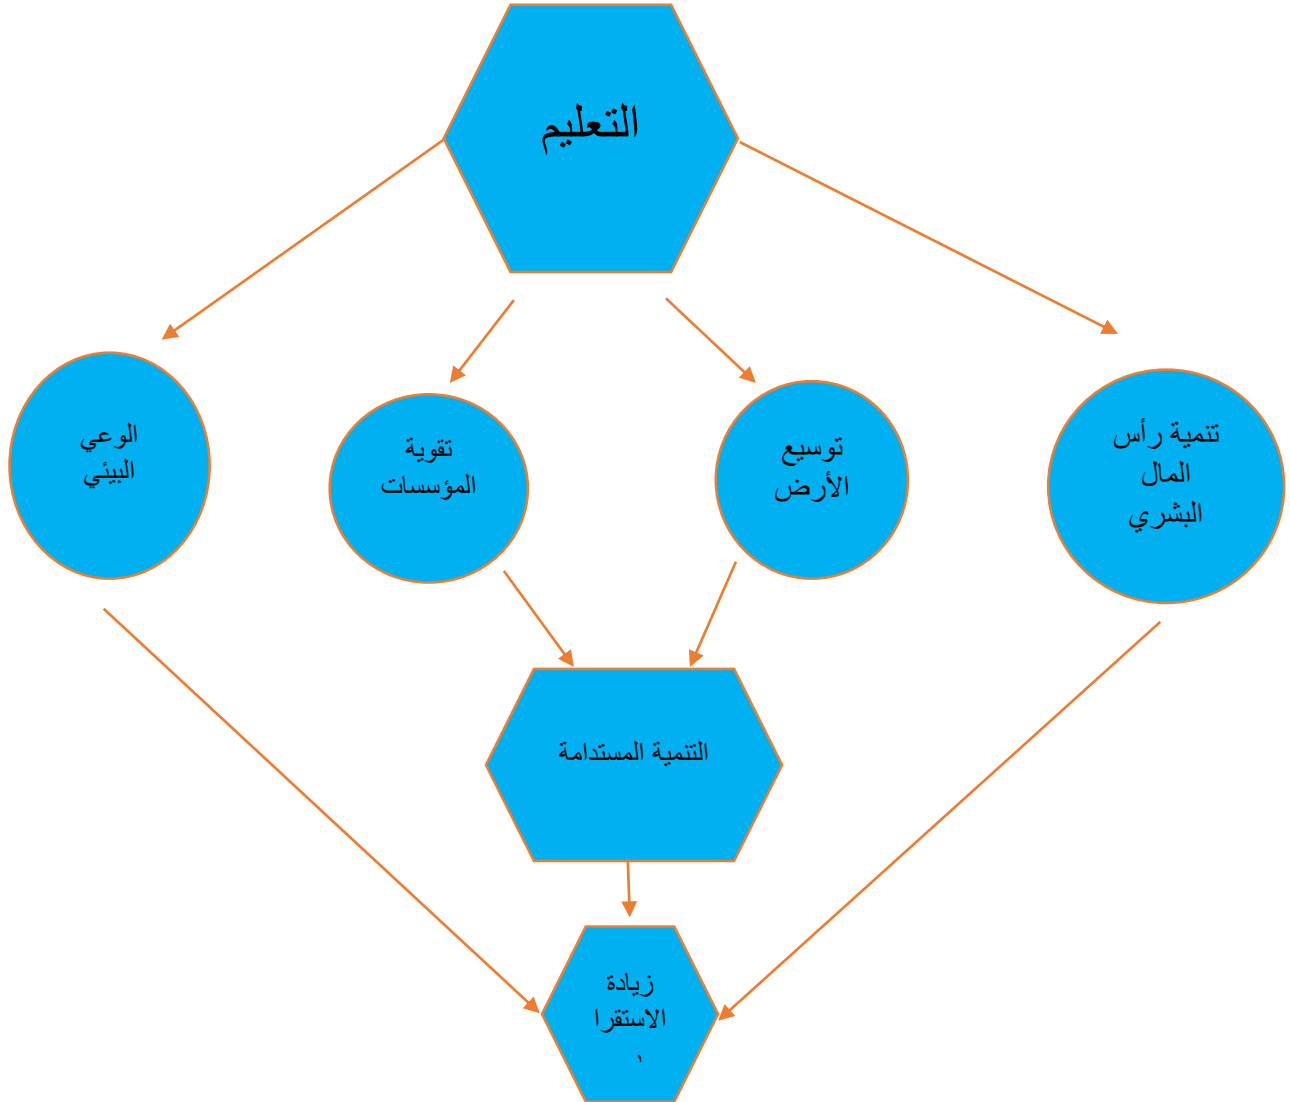 التعليم
تنمية رأس
المال
البشري
توسيع
الأرض
تقوية
المؤسسات
الوعي
البيئي
التنمية المستدامة
زيادة
الاستقرا